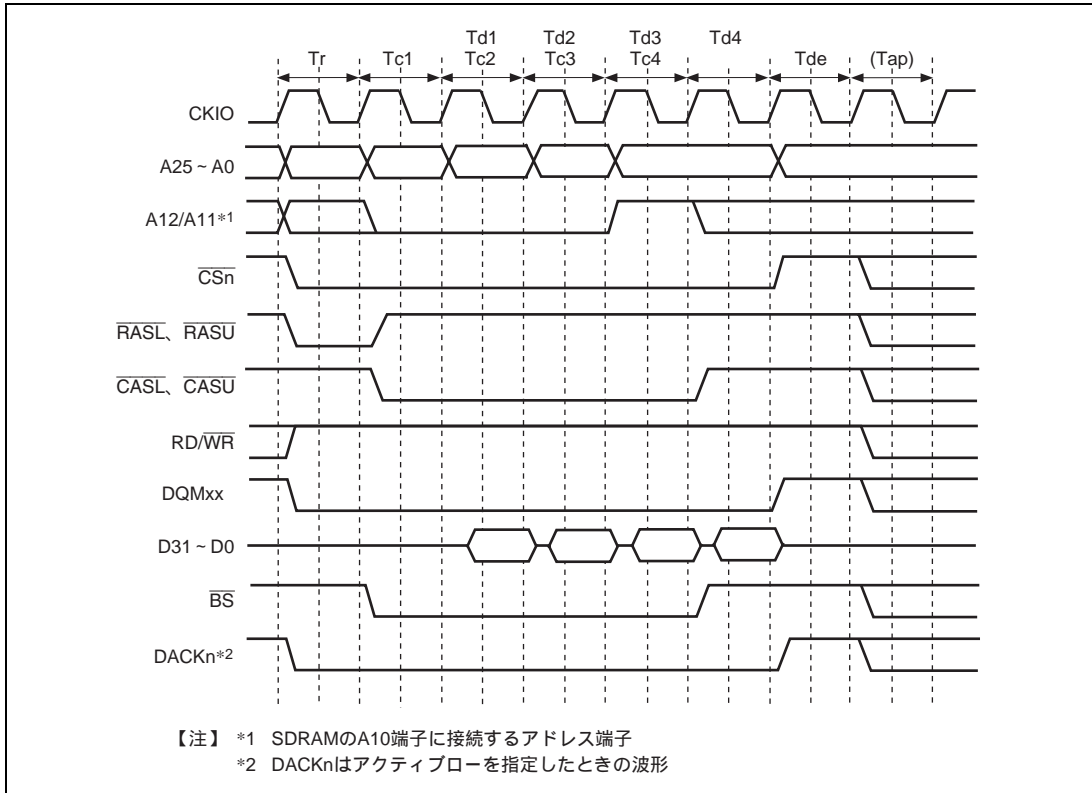 Td1 Td2 Td3 Td4
Tr Tc1 Tc2 Tc3 Tc4 Tde (Tap)
CKIO
A25 ~ A0
A12/A11*1
CSn
RASL、RASU
CASL、CASU
RD/WR
DQMxx
D31 ~ D0
BS
DACKn*2
【注】 *1 SDRAMのA10端子に接続するアドレス端子
*2 DACKnはアクティブローを指定したときの波形